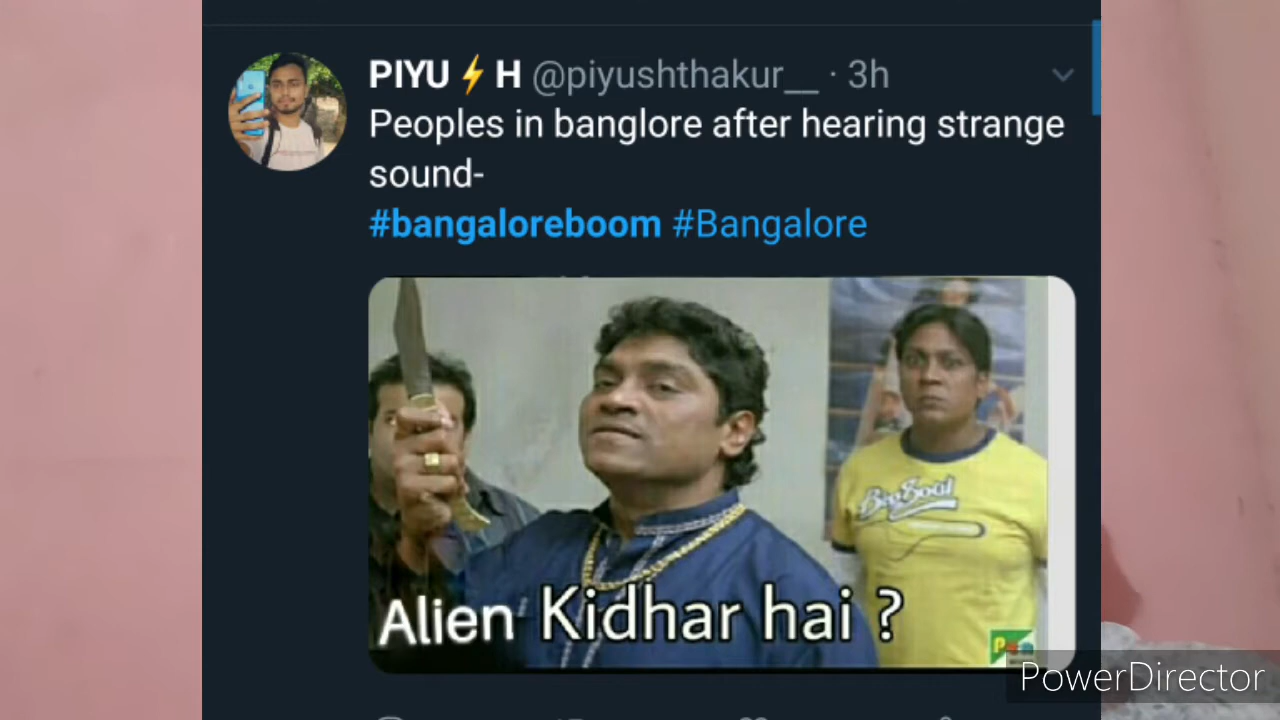 PIYU⚡H @piyushthakur__ · 3h
Peoples in banglore after hearing strange
sound-
#bangaloreboom #Bangalore
Alien Kidhar hai ?
PowerDirector